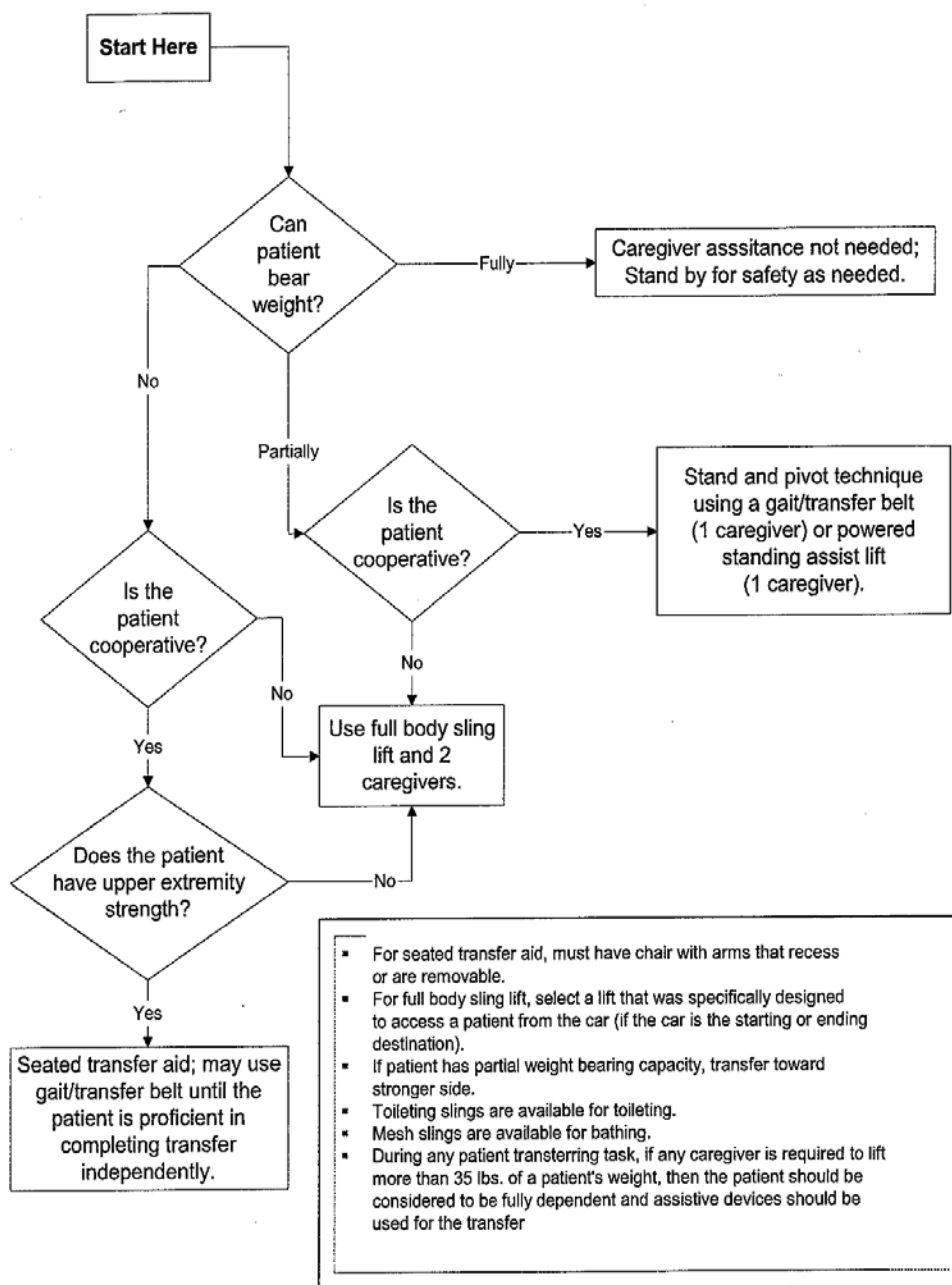 Start Here
Can
patient
bear
weight?
Fully
Caregiver asssitance not needed;
Stand by for safety as needed.
No
Partially
Is the
patient
cooperative?
Yes
Stand and pivot technique
using a gait/transfer belt
(1 caregiver) or powered
standing assist lift
(1 caregiver).
Is the
patient
cooperative?
No
No
Use full body sling
lift and 2
caregivers.
Yes
Does the patient
have upper extremity
strength?
No
Yes
Seated transfer aid; may use
gait/transfer belt until the
patient is proficient in
completing transfer
independently.
▪ For seated transfer aid, must have chair with arms that recess
or are removable.
▪ For full body sling lift, select a lift that was specifically designed
to access a patient from the car (if the car is the starting or ending
destination).
▪ If patient has partial weight bearing capacity, transfer toward
stronger side.
▪ Toileting slings are available for toileting.
▪ Mesh slings are available for bathing.
▪ During any patient transterring task, if any caregiver is required to lift
more than 35 lbs. of a patient's weight, then the patient should be
considered to be fully dependent and assistive devices should be
used for the transfer